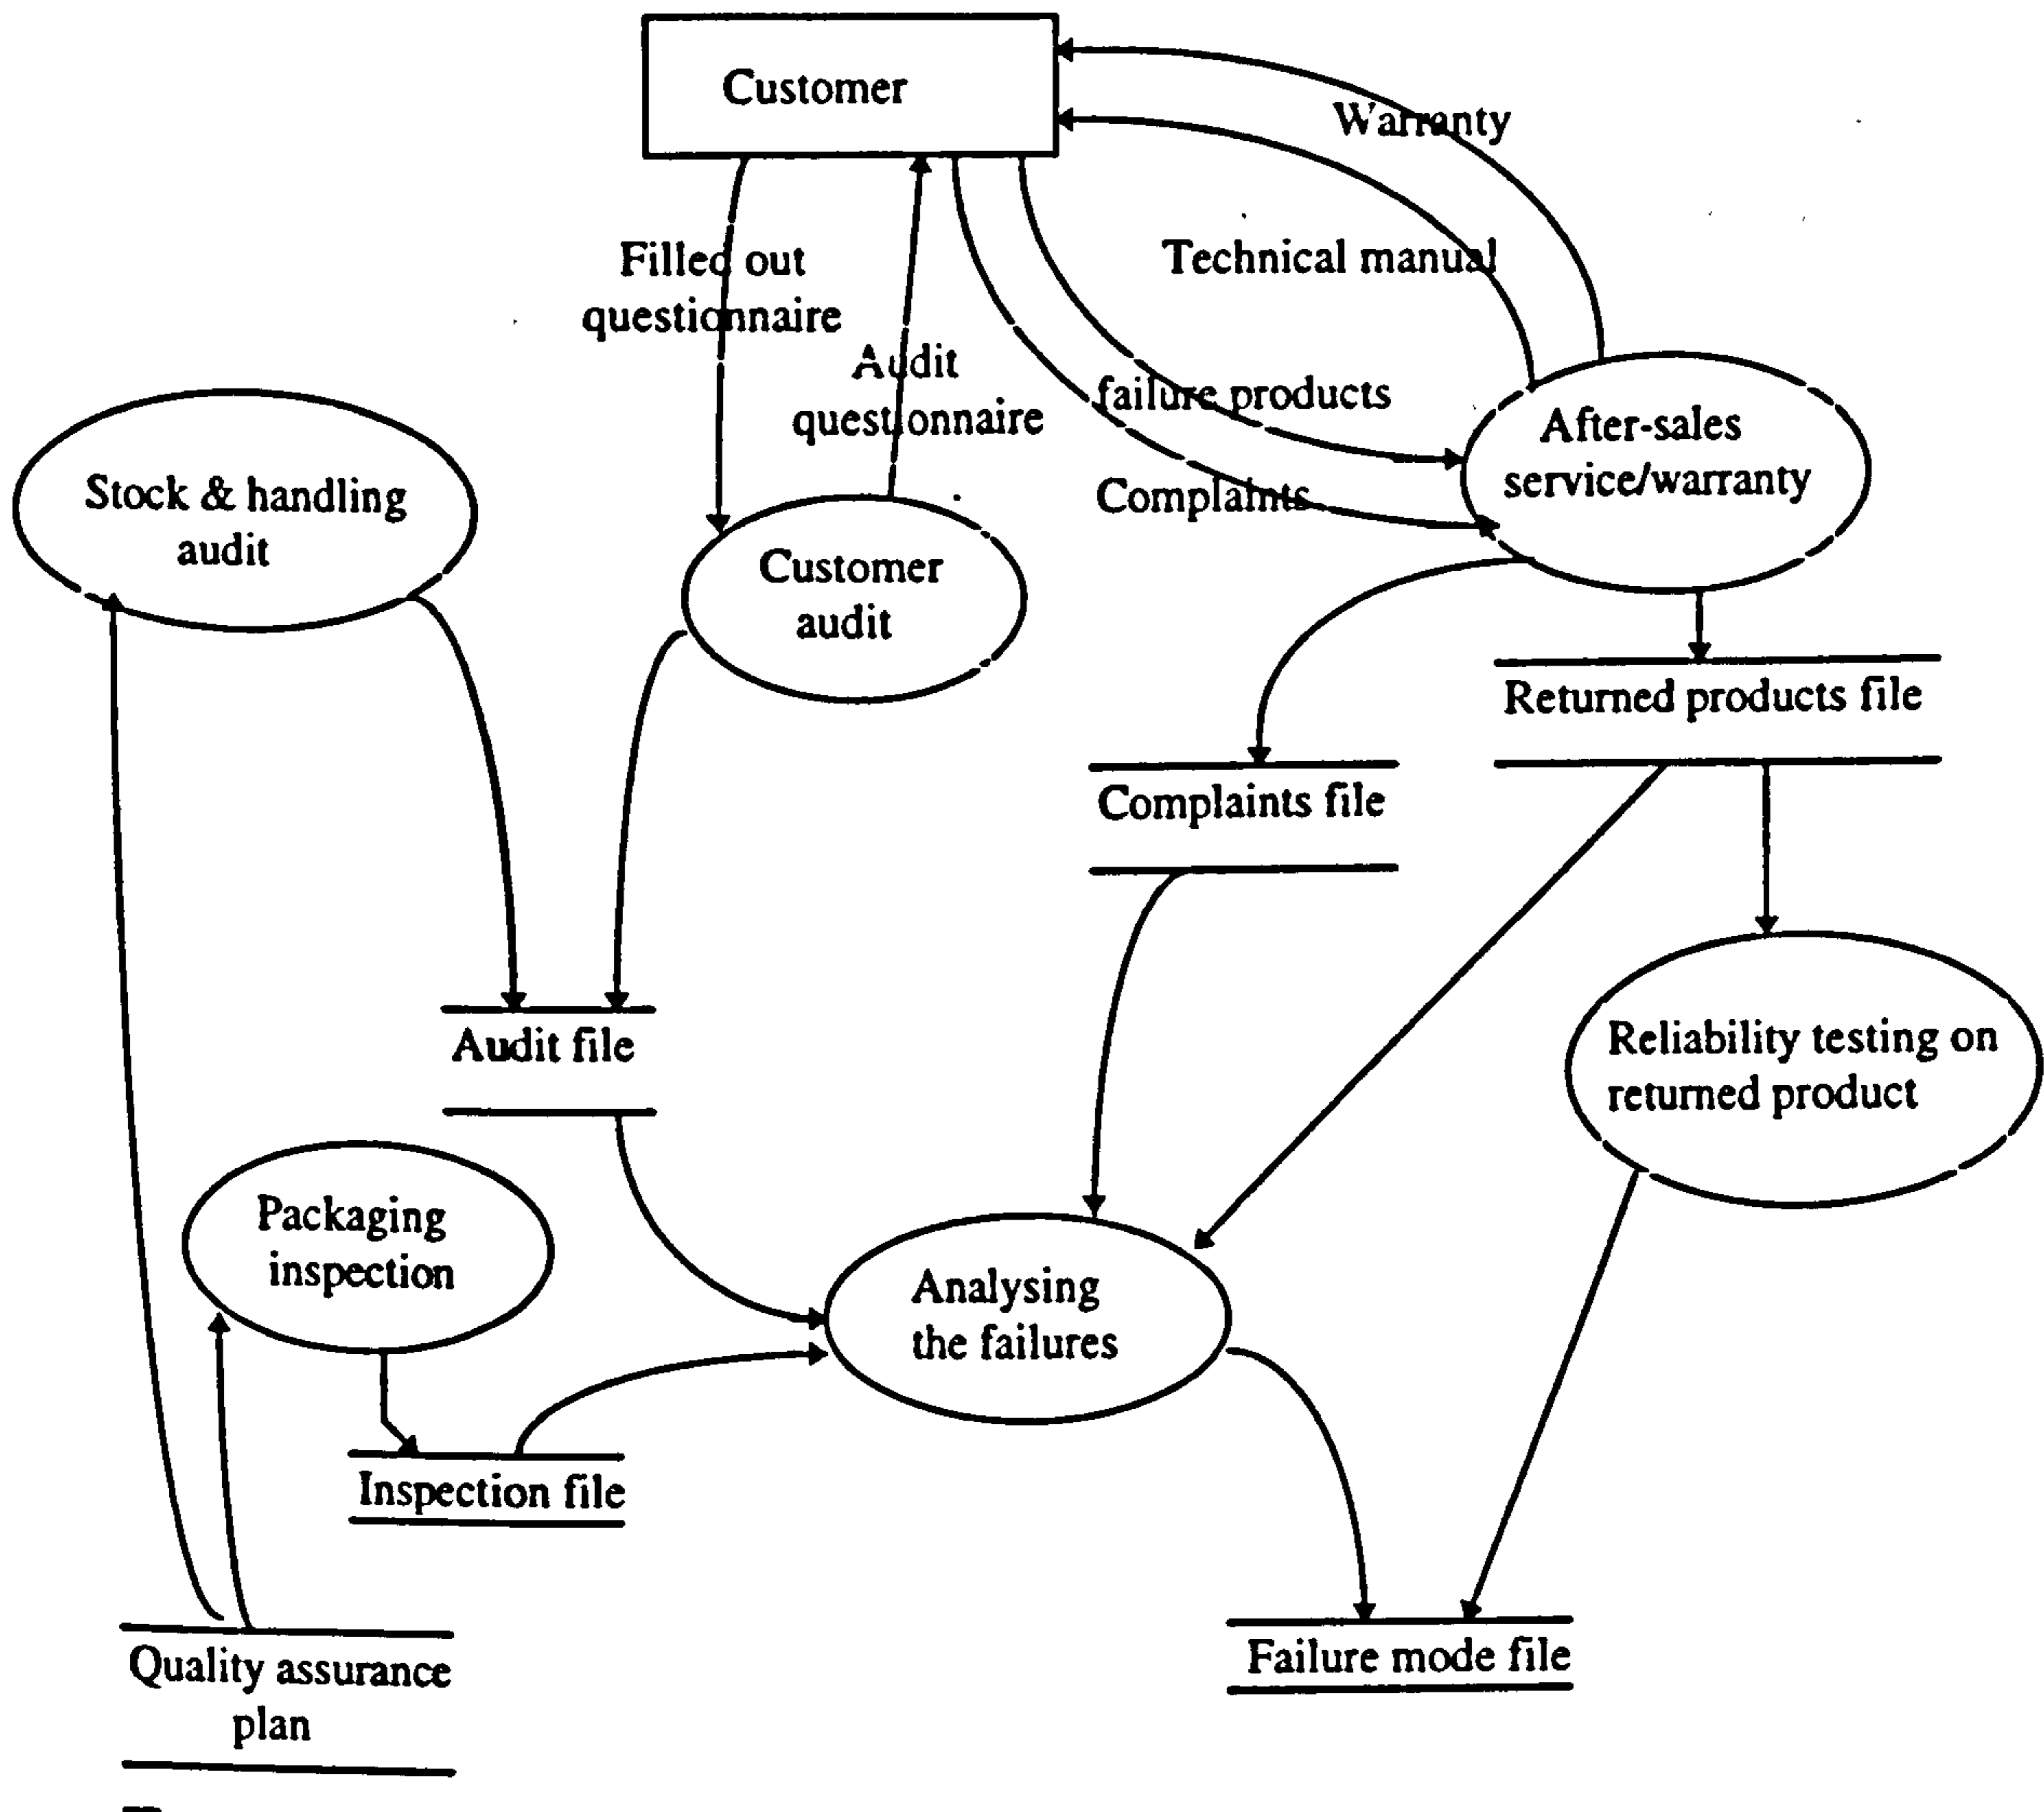 Customer
Warranty
Technical manual
Filled out
questionnaire
Audit
questionnaire
failure products
Complaints
After-sales
service/warranty
Stock & handling
audit
Customer
audit
Returned products file
Complaints file
Audit file
Reliability testing on
returned product
Packaging
inspection
Analysing
the failures
Inspection file
Quality assurance
plan
Failure mode file